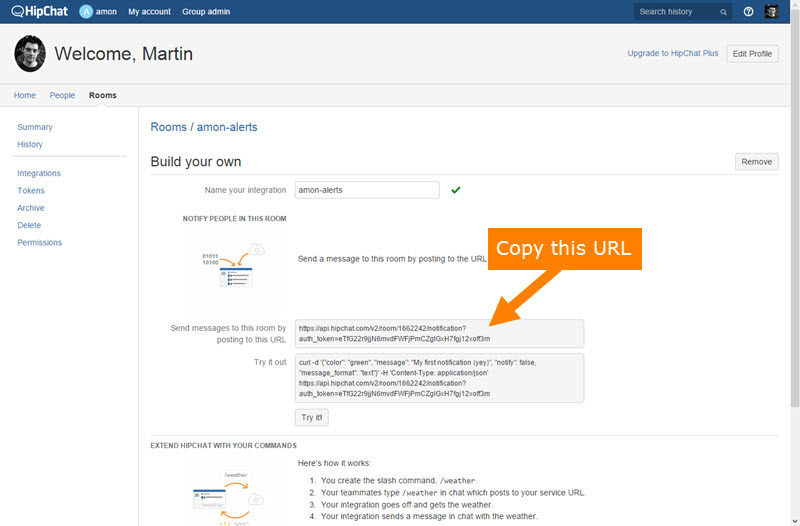 HipChat A amon My account Group admin Search history
Welcome, Martin
Upgrade to HipChat Plus Edit Profile
Home People Rooms
Summary
History
Integrations
Tokens
Archive
Delete
Permissions
Rooms / amon-alerts
Build your own Remove
Name your integration amon-alerts
NOTIFY PEOPLE IN THIS ROOM
01011
10100
Send a message to this room by posting to the URL
Copy this URL
Send messages to this room by
posting to this URL
https://api.hipchat.com/v2/room/1662242/notification?
auth_token=eTfG22r9jjN6mvdFWFjPmCZgIGxH7fgj12xoff3m
Try it out
curl -d '{"color": "green", "message": "My first notification (yey)", "notify": false,
"message_format": "text"}' -H 'Content-Type: application/json'
https://api.hipchat.com/v2/room/1662242/notification?
auth_token=eTfG22r9jjN6mvdFWFjPmCZgIGxH7fgj12xoff3m
Try it!
EXTEND HIPCHAT WITH YOUR COMMANDS
/weather
/weather
Here's how it works:
1. You create the slash command, /weather.
2. Your teammates type /weather in chat which posts to your service URL.
3. Your integration goes off and gets the weather.
4. Your integration sends a message in chat with the weather.